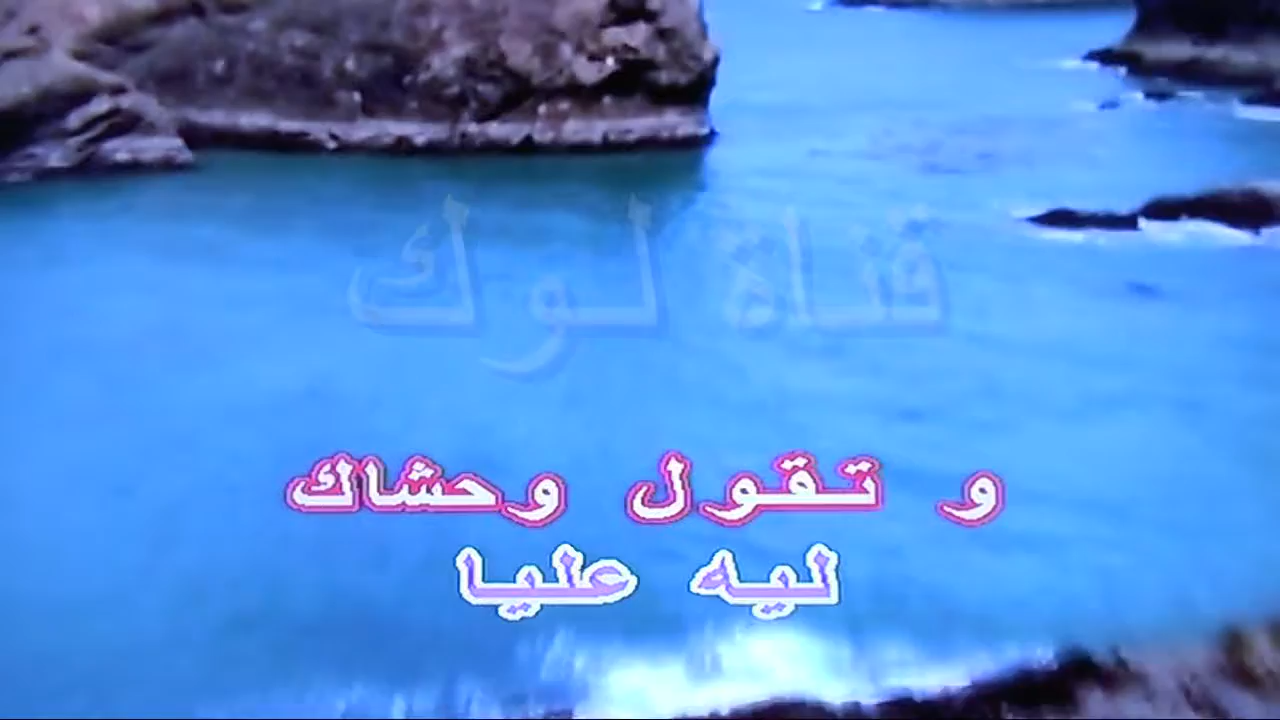 قناة لوك
و تقول وحشاك
ليه عليا